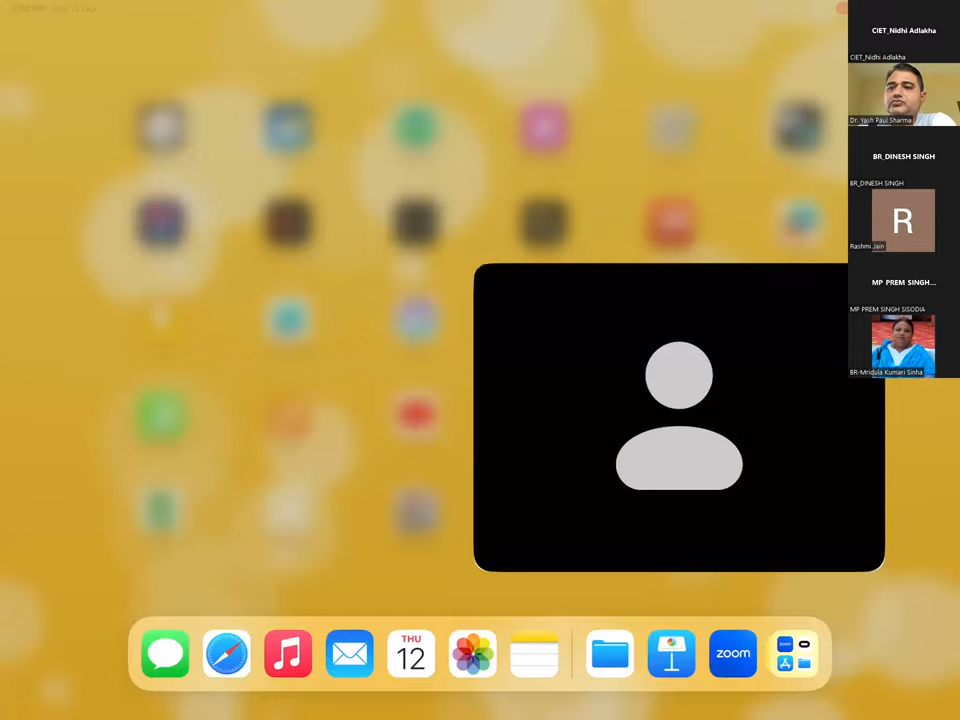 CIET_Nidhi Adlakha
CIET_Nidhi Adlakha
Dr. Yash Paul Sharma
BR_DINESH SINGH
BR_DINESH SINGH
R
Rashmi Jain
MP PREM SINGH...
MP PREM SINGH SISODIA
BR-Mridula Kumari Sinha
THU
12
zoom
zoom